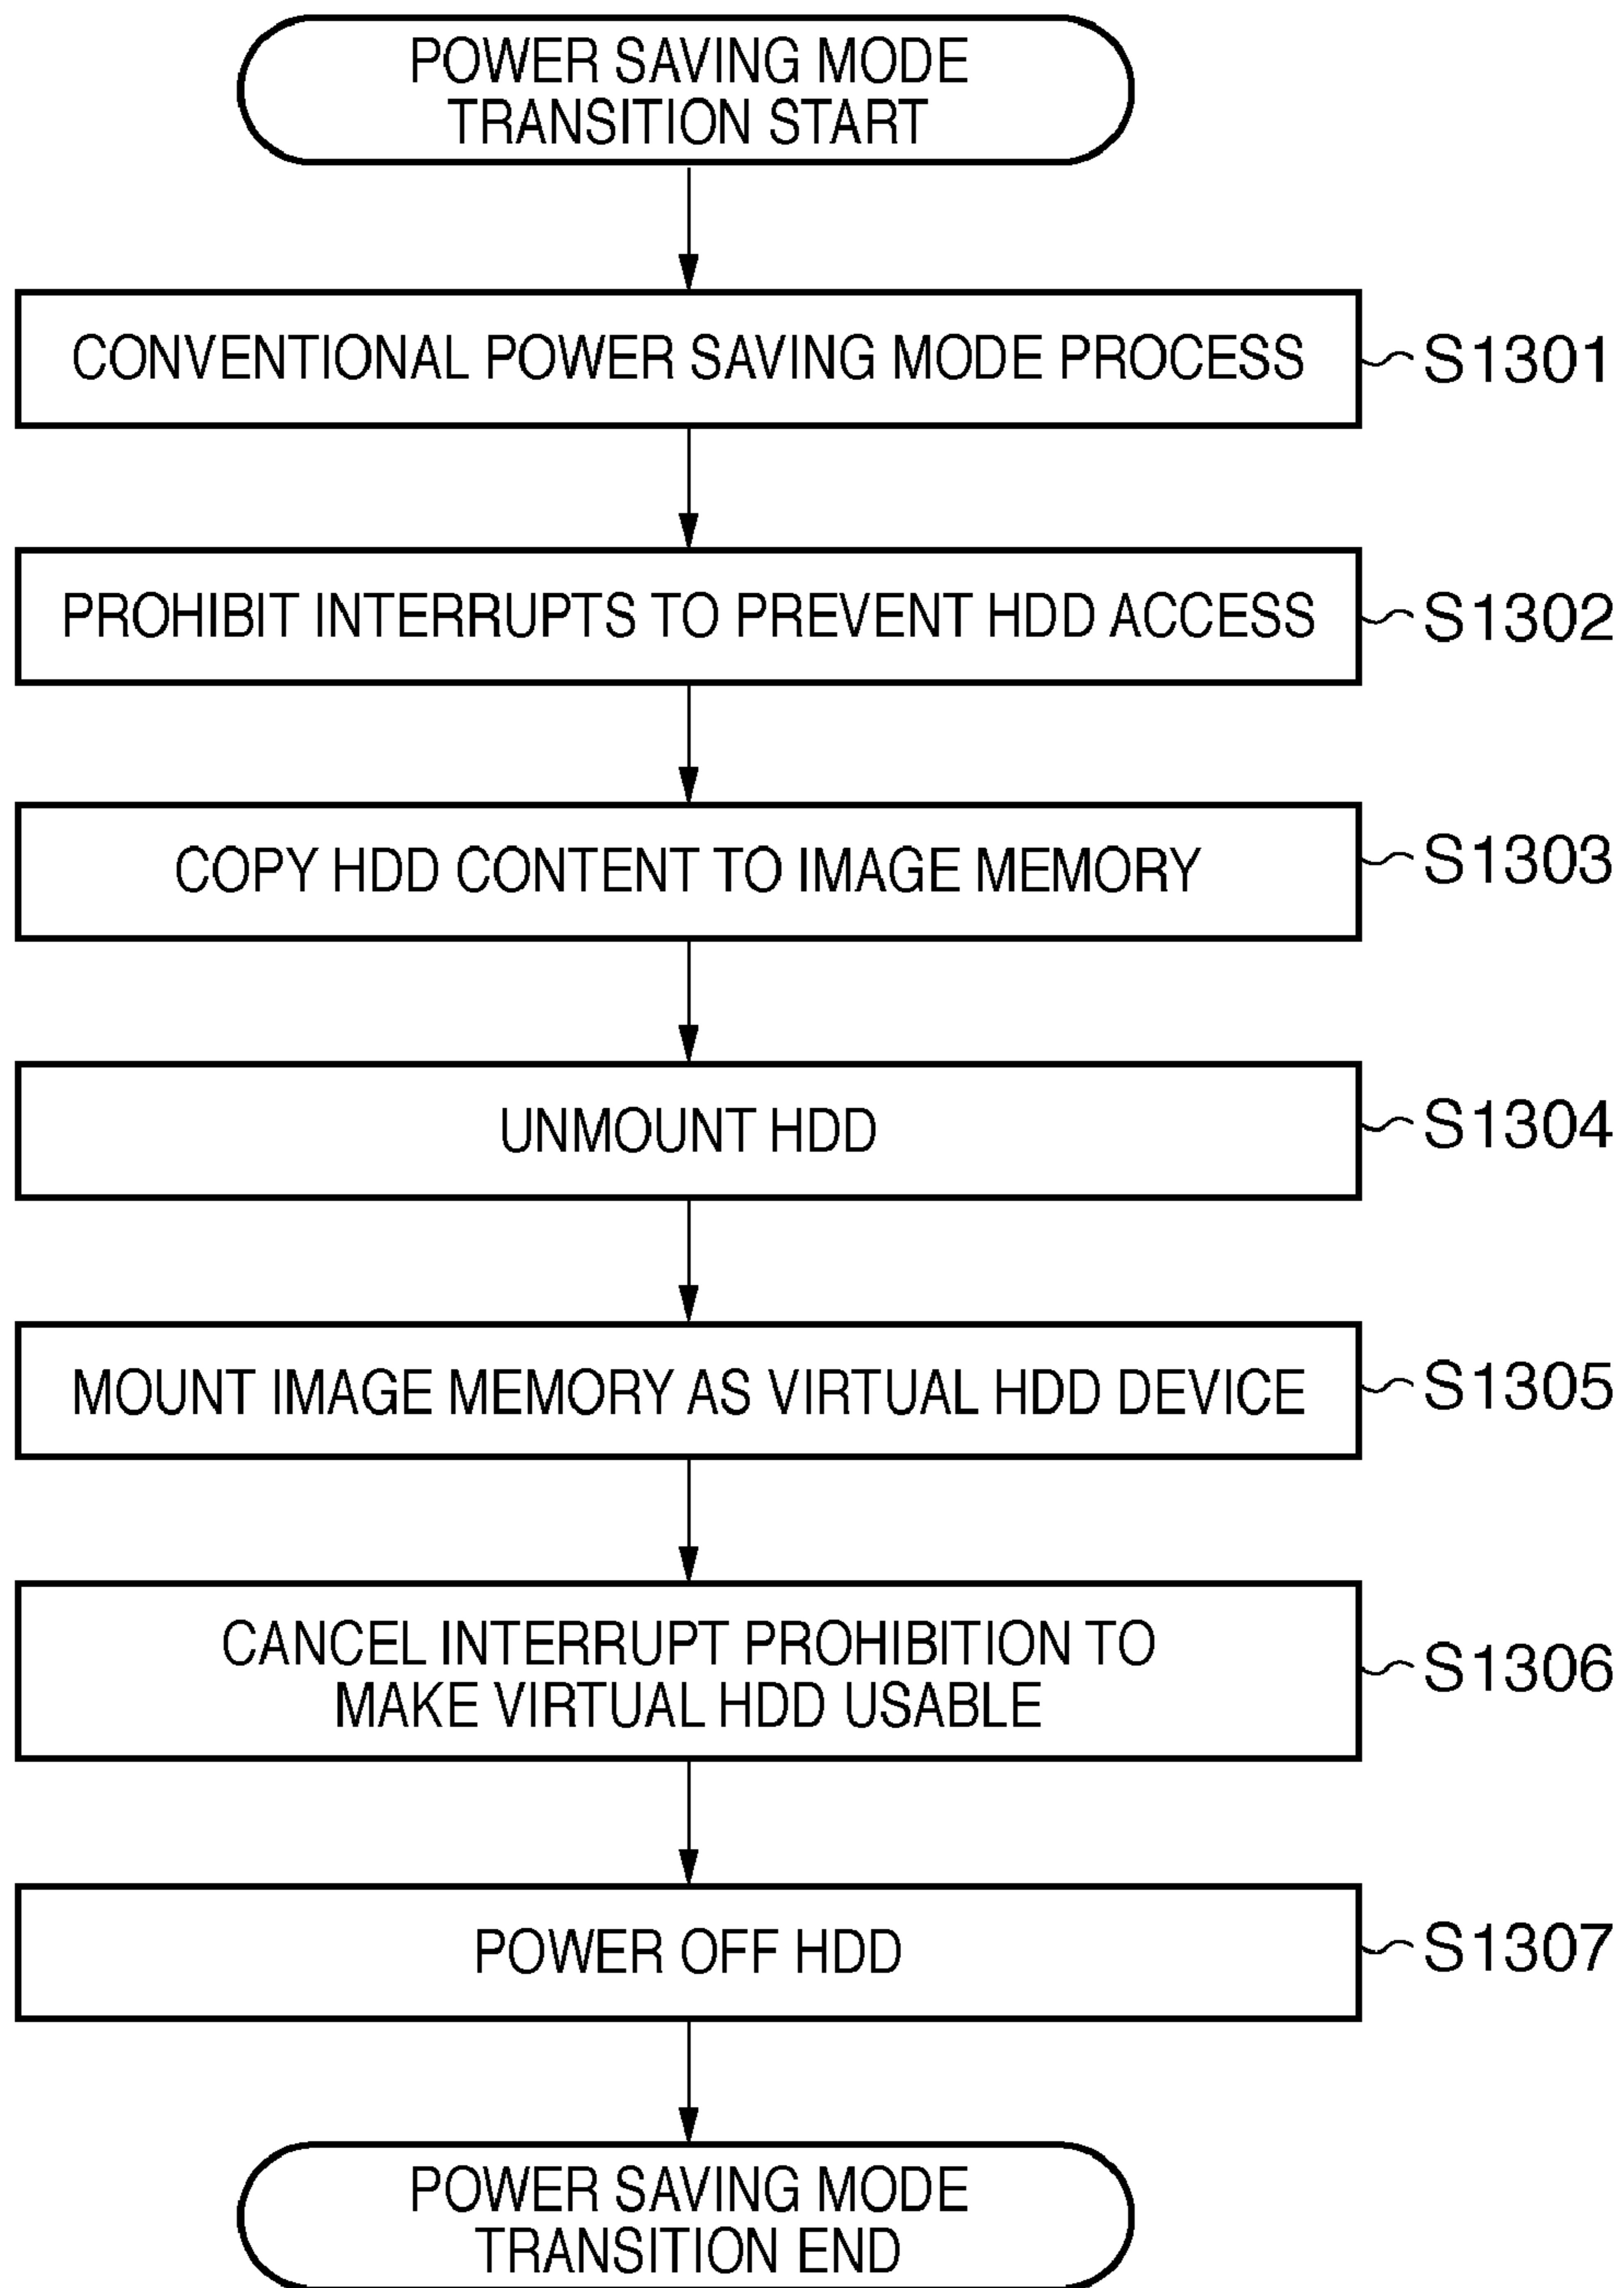 POWER SAVING MODE
TRANSITION START
CONVENTIONAL POWER SAVING MODE PROCESS
S1301
PROHIBIT INTERRUPTS TO PREVENT HDD ACCESS
S1302
COPY HDD CONTENT TO IMAGE MEMORY
S1303
UNMOUNT HDD
S1304
MOUNT IMAGE MEMORY AS VIRTUAL HDD DEVICE
S1305
CANCEL INTERRUPT PROHIBITION TO
MAKE VIRTUAL HDD USABLE
S1306
POWER OFF HDD
S1307
POWER SAVING MODE
TRANSITION END